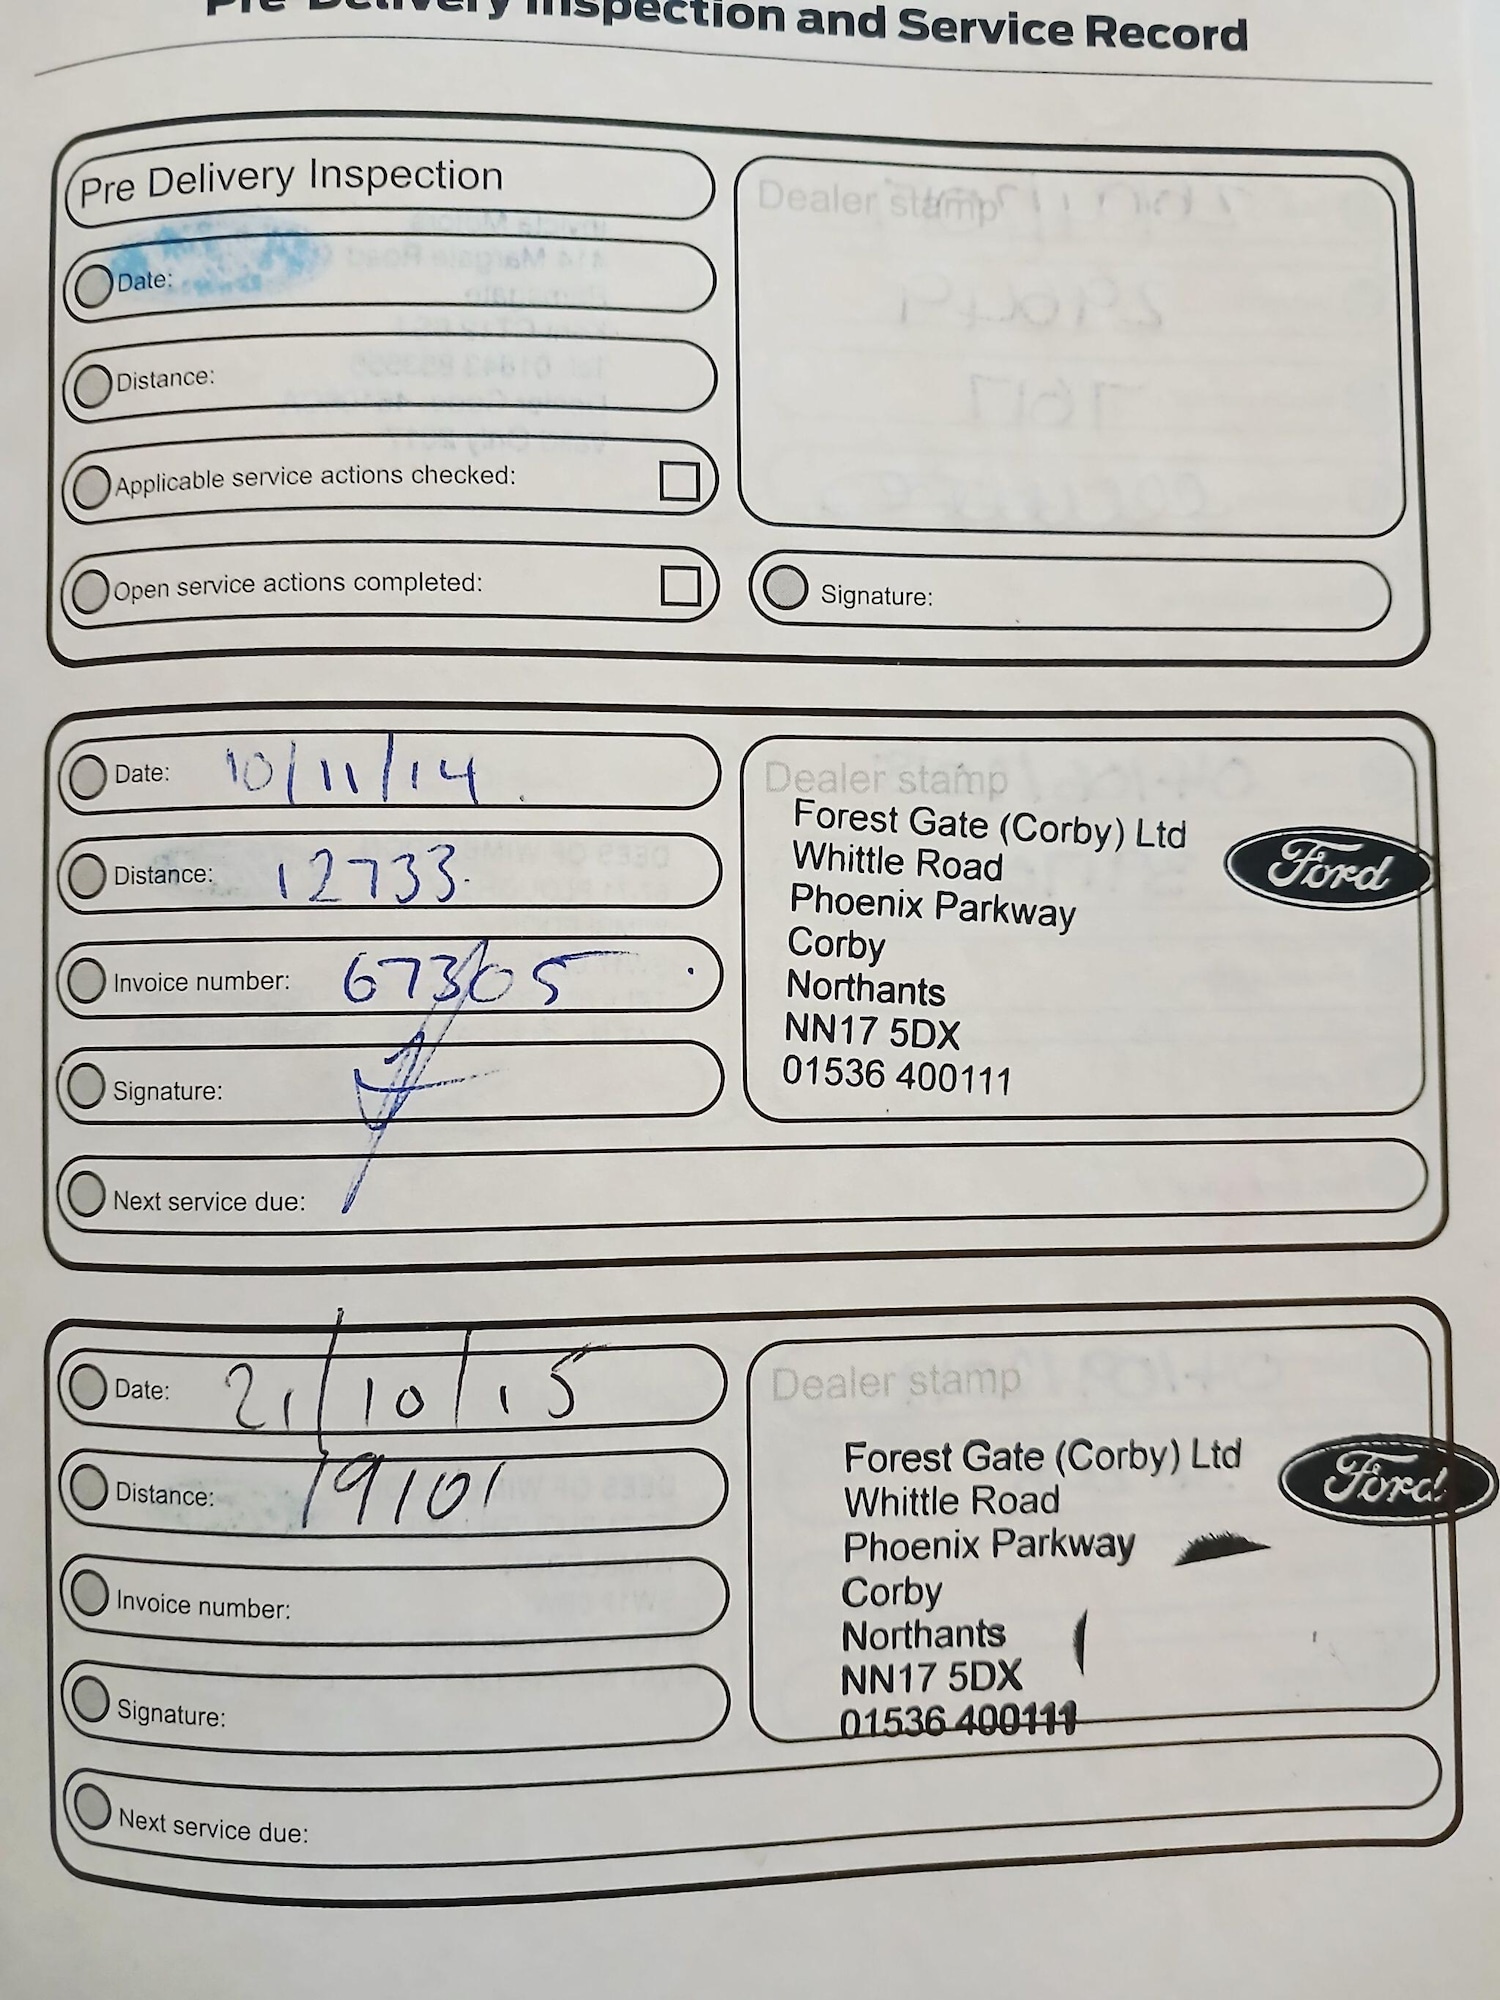 Pre-Delivery Inspection and Service Record
Pre Delivery Inspection
Date:
Distance:
Applicable service actions checked:
Open service actions completed:
Dealer stamp
Signature:
Date: 10/11/14
Distance: 12733
Invoice number: 67305
Signature:
Next service due:
Dealer stamp
Forest Gate (Corby) Ltd
Whittle Road
Phoenix Parkway
Corby
Northants
NN17 5DX
01536 400111
Ford
Date: 21/10/15
Distance: 19101
Invoice number:
Signature:
Next service due:
Dealer stamp
Forest Gate (Corby) Ltd
Whittle Road
Phoenix Parkway
Corby
Northants
NN17 5DX
01536 400111
Ford